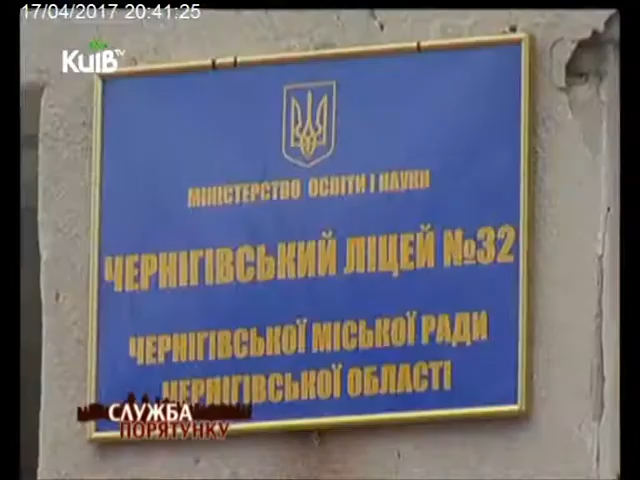 17/04/2017 20:41:25
КиЇВ TV
МІНІСТЕРСТВО ОСВІТИ І НАУКИ
ЧЕРНІГІВСЬКИЙ ЛІЦЕЙ №32
ЧЕРНІГІВСЬКОЇ МІСЬКОЇ РАДИ
ЧЕРНІГІВСЬКОЇ ОБЛАСТІ
СЛУЖБА
ПОРЯТУНКУ